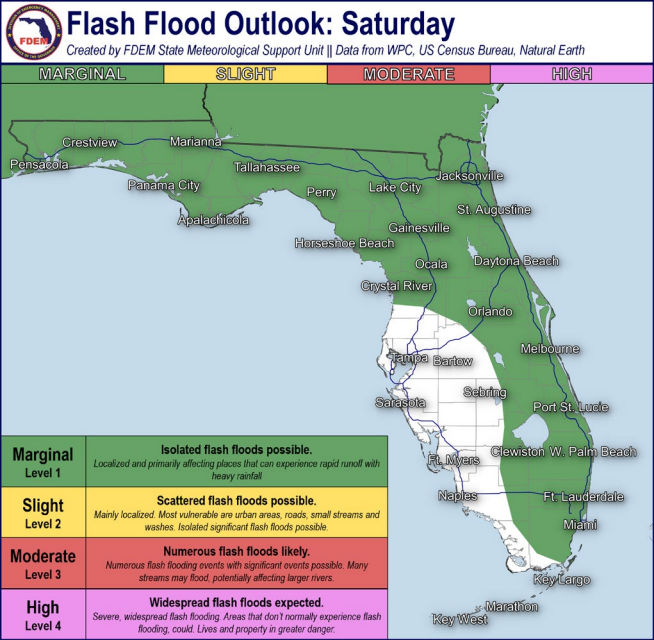 FDEM
Flash Flood Outlook: Saturday
Created by FDEM State Meteorological Support Unit || Data from WPC, US Census Bureau, Natural Earth
MARGINAL SLIGHT MODERATE HIGH
Crestview
Marianna
Pensacola
Tallahassee
Jacksonville
Panama City
Lake City
Perry
St. Augustine
Apalachicola
Gainesville
Horseshoe Beach
Ocala
Daytona Beach
Crystal River
Orlando
Melbourne
Tampa
Bartow
Sebring
Sarasota
Port St. Lucie
Clewiston
W. Palm Beach
Ft. Myers
Naples
Ft. Lauderdale
Miami
Key Largo
Marathon
Key West
Marginal
Level 1
Isolated flash floods possible.
Localized and primarily affecting places that can experience rapid runoff with
heavy rainfall
Slight
Level 2
Scattered flash floods possible.
Mainly localized. Most vulnerable are urban areas, roads, small streams and
washes. Isolated significant flash floods possible.
Moderate
Level 3
Numerous flash floods likely.
Numerous flash flooding events with significant events possible. Many
streams may flood, potentially affecting larger rivers.
High
Level 4
Widespread flash floods expected.
Severe, widespread flash flooding. Areas that don't normally experience flash
flooding, could. Lives and property in greater danger.